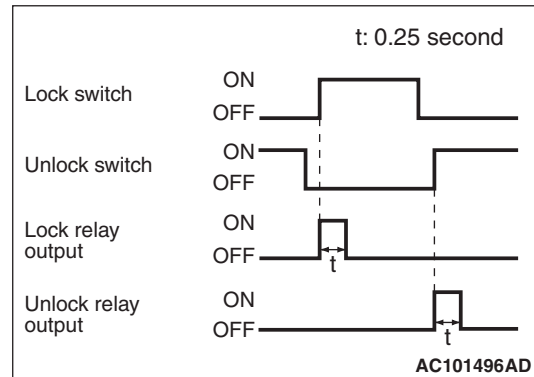 t: 0.25 second
Lock switch
ON
OFF
Unlock switch
ON
OFF
Lock relay
output
ON
OFF
t
Unlock relay
output
ON
OFF
t
AC101496AD